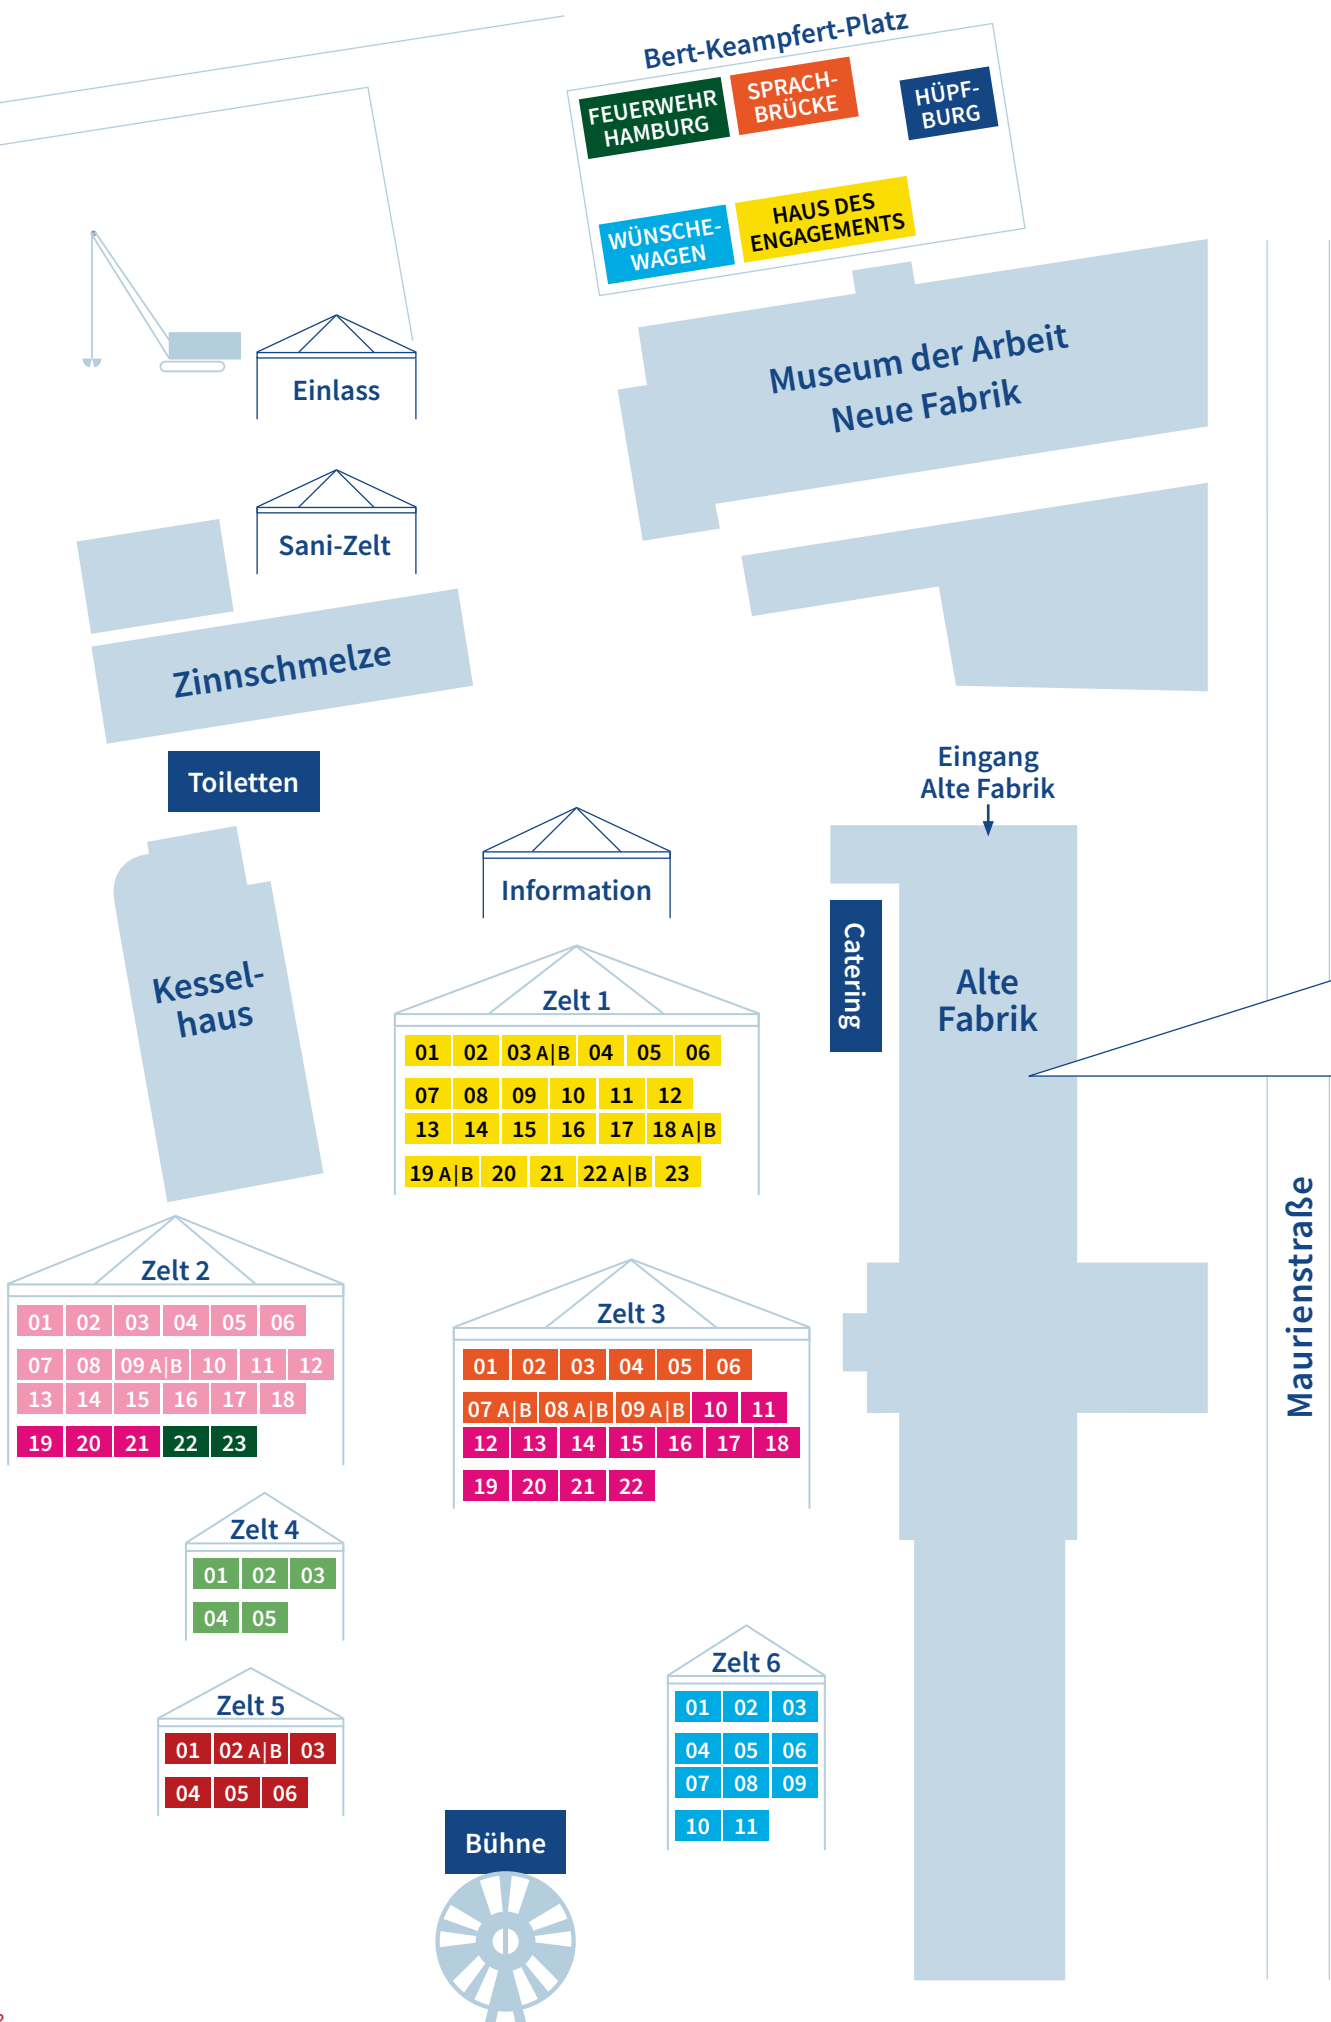 Bert-Keampfert-Platz
FEUERWEHR
HAMBURG
SPRACH-
BRÜCKE
HÜPF-
BURG
WÜNSCHE-
WAGEN
HAUS DES
ENGAGEMENTS
Museum der Arbeit
Neue Fabrik
Einlass
Sani-Zelt
Zinnschmelze
Toiletten
Eingang
Alte Fabrik
Information
Catering
Alte
Fabrik
Kessel-
haus
Zelt 1
01 02 03 A|B 04 05 06
07 08 09 10 11 12
13 14 15 16 17 18 A|B
19 A|B 20 21 22 A|B 23
Maurienstraße
Zelt 2
01 02 03 04 05 06
07 08 09 A|B 10 11 12
13 14 15 16 17 18
19 20 21 22 23
Zelt 3
01 02 03 04 05 06
07 A|B 08 A|B 09 A|B 10 11
12 13 14 15 16 17 18
19 20 21 22
Zelt 4
01 02 03
04 05
Zelt 5
01 02 A|B 03
04 05 06
Zelt 6
01 02 03
04 05 06
07 08 09
10 11
Bühne